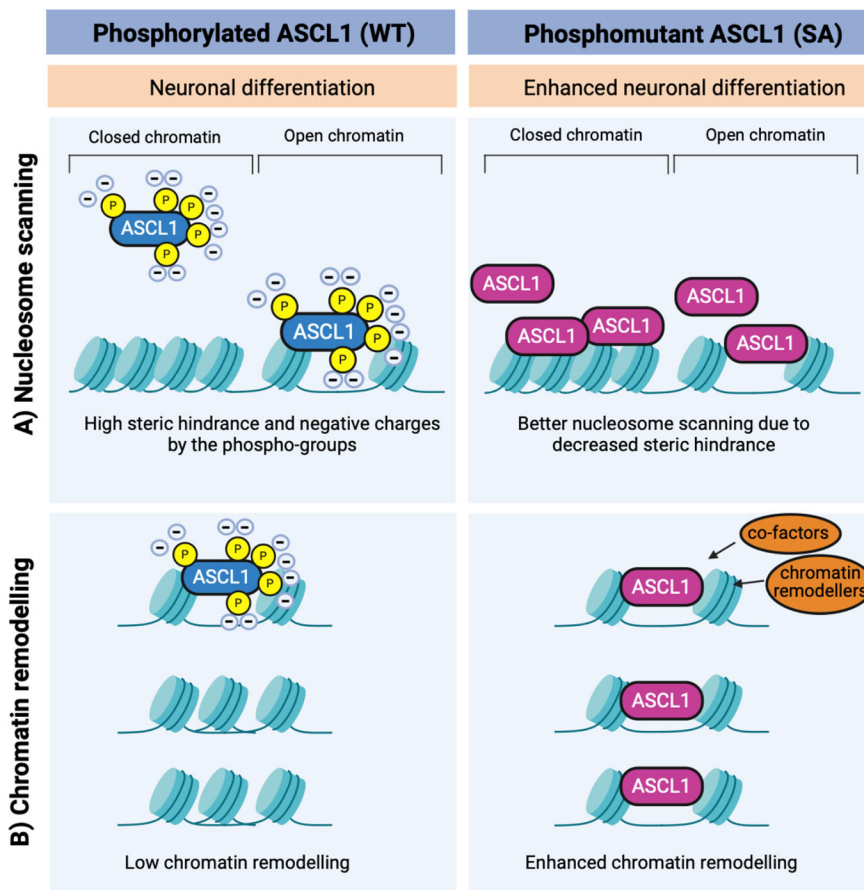 Phosphorylated ASCL1 (WT)
Phosphomutant ASCL1 (SA)
Neuronal differentiation
Enhanced neuronal differentiation
A) Nucleosome scanning
Closed chromatin
Open chromatin
Closed chromatin
Open chromatin
P
P
P
P
P
ASCL1
P
P
P
P
P
ASCL1
ASCL1
ASCL1
ASCL1
ASCL1
ASCL1
High steric hindrance and negative charges
by the phospho-groups
Better nucleosome scanning due to
decreased steric hindrance
B) Chromatin remodelling
P
P
P
P
P
ASCL1
co-factors
chromatin
remodellers
ASCL1
ASCL1
ASCL1
Low chromatin remodelling
Enhanced chromatin remodelling